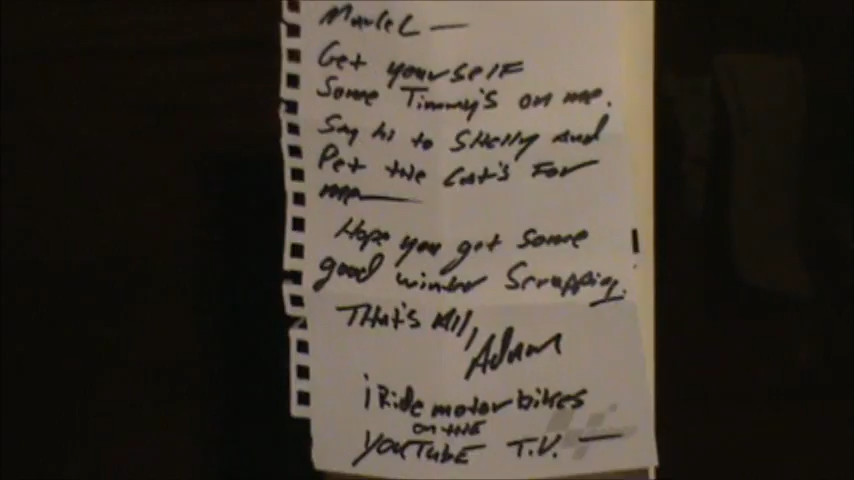 Marcel —
Get yourself
Some Timmy's on me.
Say hi to Shelly and
Pet the Cat's For
me —
Hope you get some
good winter Scrapping.
THat's All,
Adam
i Ride motorbikes
on tHE
YouTubE T.V. —